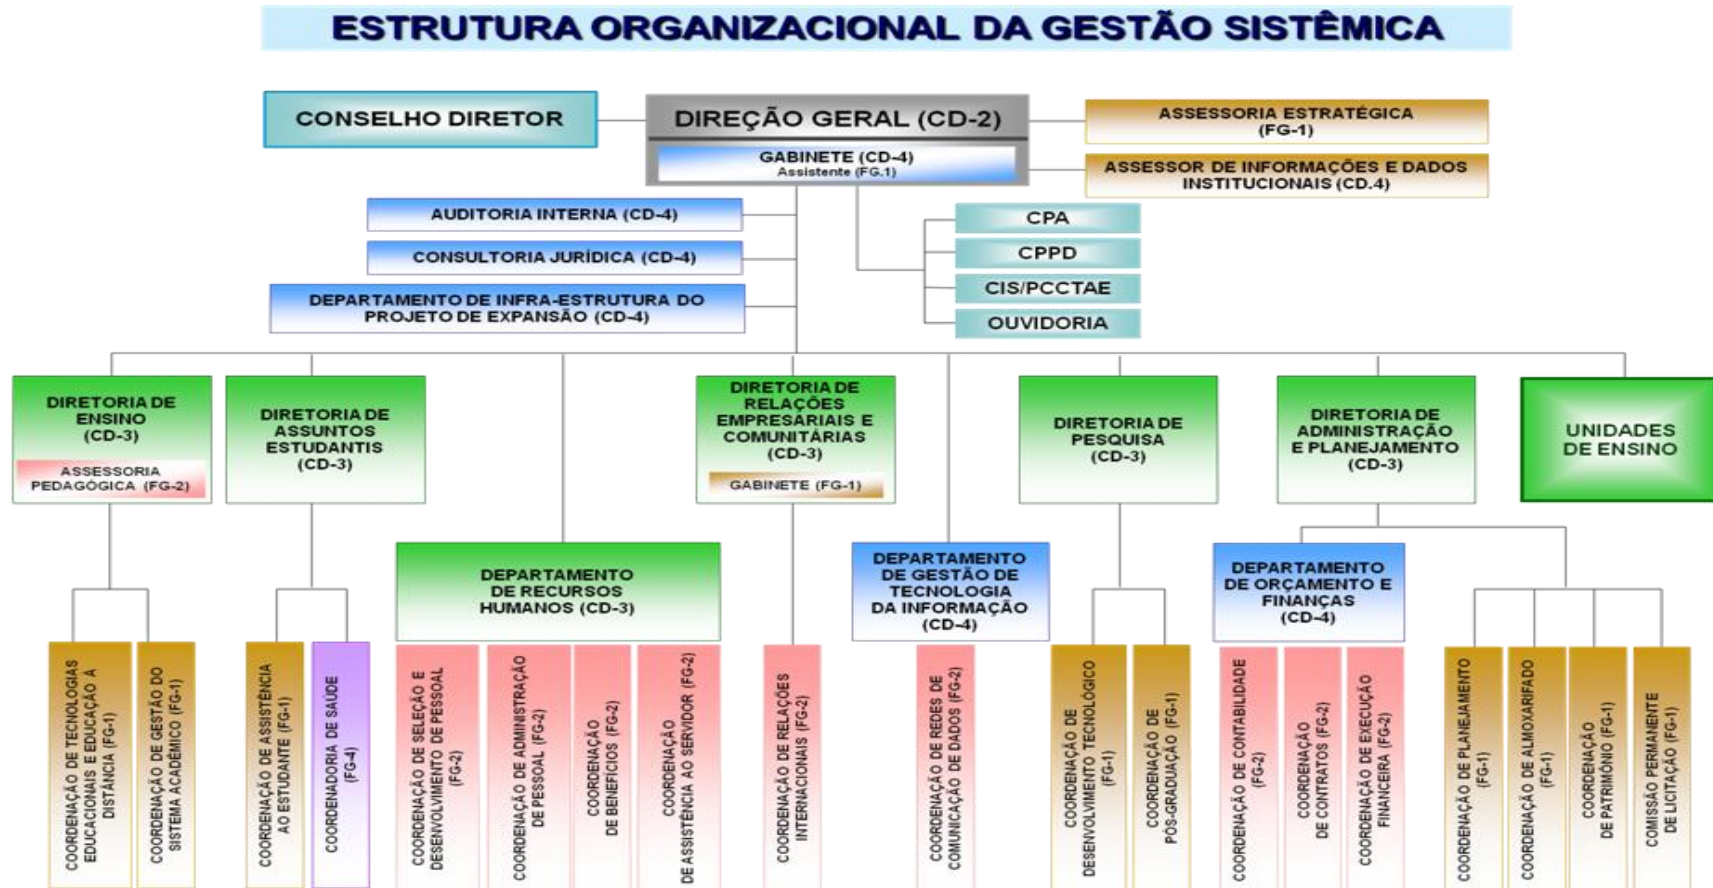 ESTRUTURA ORGANIZACIONAL DA GESTÃO SISTÊMICA
CONSELHO DIRETOR
DIREÇÃO GERAL (CD-2)
GABINETE (CD-4)
Assistente (FG.1)
ASSESSORIA ESTRATÉGICA
(FG-1)
ASSESSOR DE INFORMAÇÕES E DADOS
INSTITUCIONAIS (CD.4)
AUDITORIA INTERNA (CD-4)
CONSULTORIA JURÍDICA (CD-4)
DEPARTAMENTO DE INFRA-ESTRUTURA DO
PROJETO DE EXPANSÃO (CD-4)
CPA
CPPD
CIS/PCCTAE
OUVIDORIA
DIRETORIA DE
ENSINO
(CD-3)
ASSESSORIA
PEDAGÓGICA (FG-2)
DIRETORIA DE
ASSUNTOS
ESTUDANTIS
(CD-3)
DIRETORIA DE
RELAÇÕES
EMPRESARIAIS E
COMUNITÁRIAS
(CD-3)
GABINETE (FG-1)
DIRETORIA DE
PESQUISA
(CD-3)
DIRETORIA DE
ADMINISTRAÇÃO
E PLANEJAMENTO
(CD-3)
UNIDADES
DE ENSINO
DEPARTAMENTO
DE RECURSOS
HUMANOS (CD-3)
DEPARTAMENTO
DE GESTÃO DE
TECNOLOGIA
DA INFORMAÇÃO
(CD-4)
DEPARTAMENTO
DE ORÇAMENTO E
FINANÇAS
(CD-4)
COORDENAÇÃO DE TECNOLOGIAS
EDUCACIONAIS E EDUCAÇÃO À
DISTÂNCIA (FG-1)
COORDENAÇÃO DE GESTÃO DO
SISTEMA ACADÊMICO (FG-1)
COORDENAÇÃO DE ASSISTÊNCIA
AO ESTUDANTE (FG-1)
COORDENADORIA DE SAÚDE
(FG-4)
COORDENAÇÃO DE SELEÇÃO E
DESENVOLVIMENTO DE PESSOAL
(FG-2)
COORDENAÇÃO DE ADMINISTRAÇÃO
DE PESSOAL (FG-2)
COORDENAÇÃO
DE BENEFÍCIOS (FG-2)
COORDENAÇÃO
DE ASSISTÊNCIA AO SERVIDOR (FG-2)
COORDENAÇÃO DE RELAÇÕES
INTERNACIONAIS (FG-2)
COORDENAÇÃO DE REDES DE
COMUNICAÇÃO DE DADOS (FG-2)
COORDENAÇÃO DE
DESENVOLVIMENTO TECNOLÓGICO
(FG-1)
COORDENAÇÃO DE
PÓS-GRADUAÇÃO (FG-1)
COORDENAÇÃO DE CONTABILIDADE
(FG-2)
COORDENAÇÃO
DE CONTRATOS (FG-2)
COORDENAÇÃO DE EXECUÇÃO
FINANCEIRA (FG-2)
COORDENAÇÃO DE PLANEJAMENTO
(FG-1)
COORDENAÇÃO DE ALMOXARIFADO
(FG-1)
COORDENAÇÃO
DE PATRIMÔNIO (FG-1)
COMISSÃO PERMANENTE
DE LICITAÇÃO (FG-1)